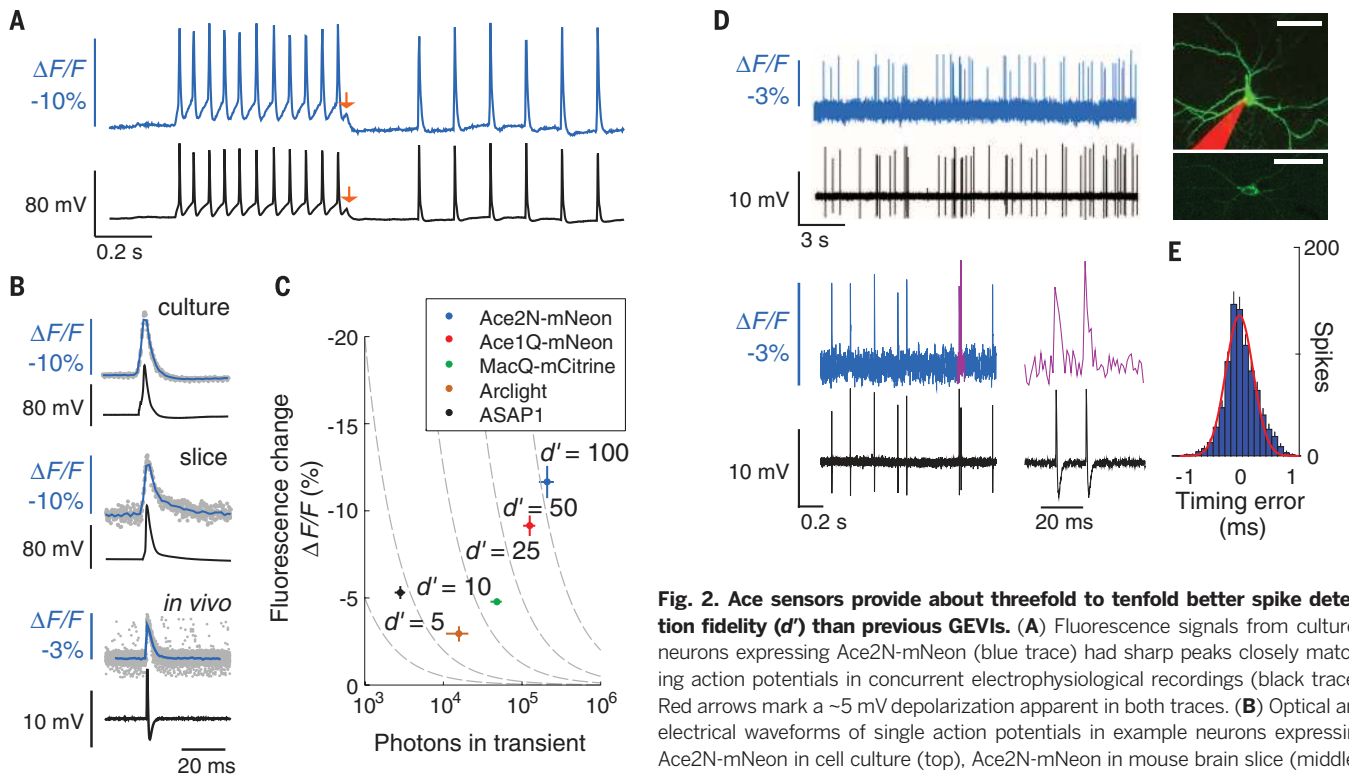 A
ΔF/F
-10%
80 mV
0.2 s
B
culture
ΔF/F
-10%
80 mV
slice
ΔF/F
-10%
80 mV
in vivo
ΔF/F
-3%
10 mV
20 ms
C
Ace2N-mNeon
Ace1Q-mNeon
MacQ-mCitrine
Arclight
ASAP1
Fluorescence change
ΔF/F (%)
-20
-15
-10
-5
0
d' = 100
d' = 50
d' = 25
d' = 10
d' = 5
10³ 10⁴ 10⁵ 10⁶
Photons in transient
D
ΔF/F
-3%
10 mV
3 s
ΔF/F
-3%
10 mV
0.2 s
20 ms
E
200
Spikes
0
-1 0 1
Timing error
(ms)
Fig. 2. Ace sensors provide about threefold to tenfold better spike dete
tion fidelity (d') than previous GEVIs. (A) Fluorescence signals from culture
neurons expressing Ace2N-mNeon (blue trace) had sharp peaks closely matc
ing action potentials in concurrent electrophysiological recordings (black trace
Red arrows mark a ~5 mV depolarization apparent in both traces. (B) Optical an
electrical waveforms of single action potentials in example neurons expressin
Ace2N-mNeon in cell culture (top), Ace2N-mNeon in mouse brain slice (middle